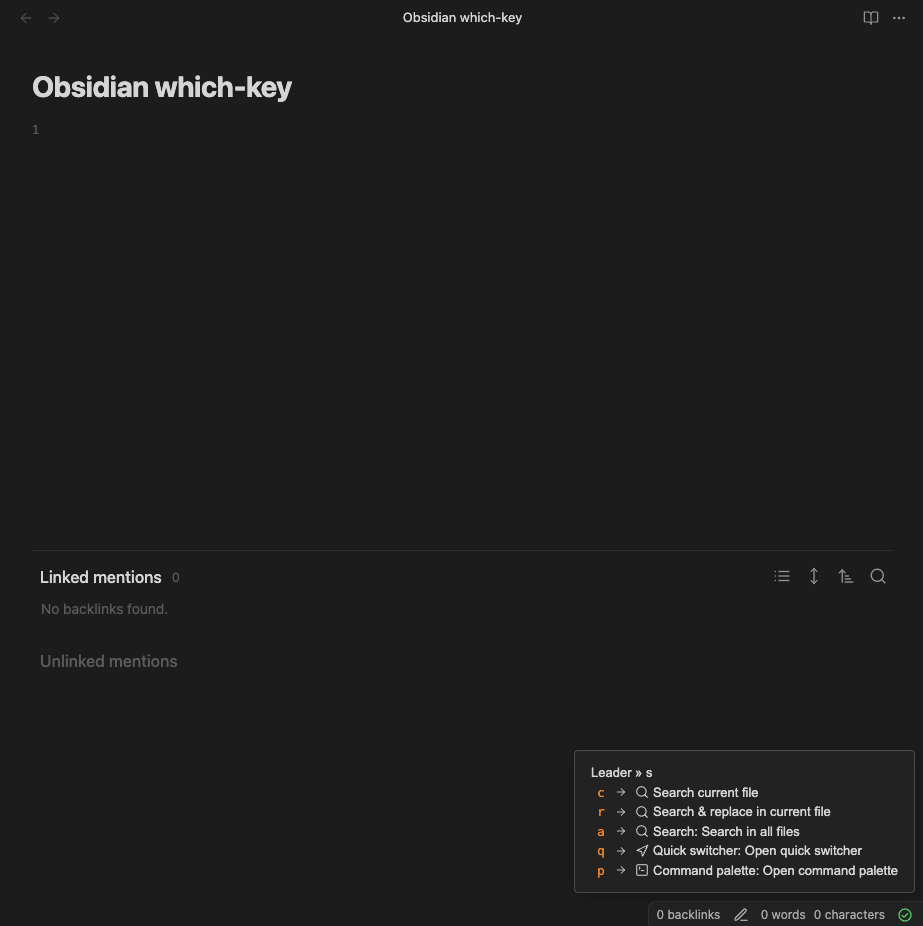 Obsidian which-key
Obsidian which-key
1
Linked mentions 0
No backlinks found.
Unlinked mentions
Leader » s
c → Search current file
r → Search & replace in current file
a → Search: Search in all files
q → Quick switcher: Open quick switcher
p → Command palette: Open command palette
0 backlinks 0 words 0 characters